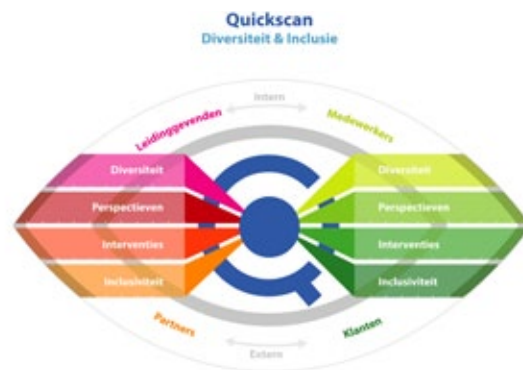 Quickscan
Diversiteit & Inclusie
Intern
Leidinggevenden
Medewerkers
Diversiteit
Perspectieven
Interventies
Inclusiviteit
Diversiteit
Perspectieven
Interventies
Inclusiviteit
Partners
Klanten
Extern